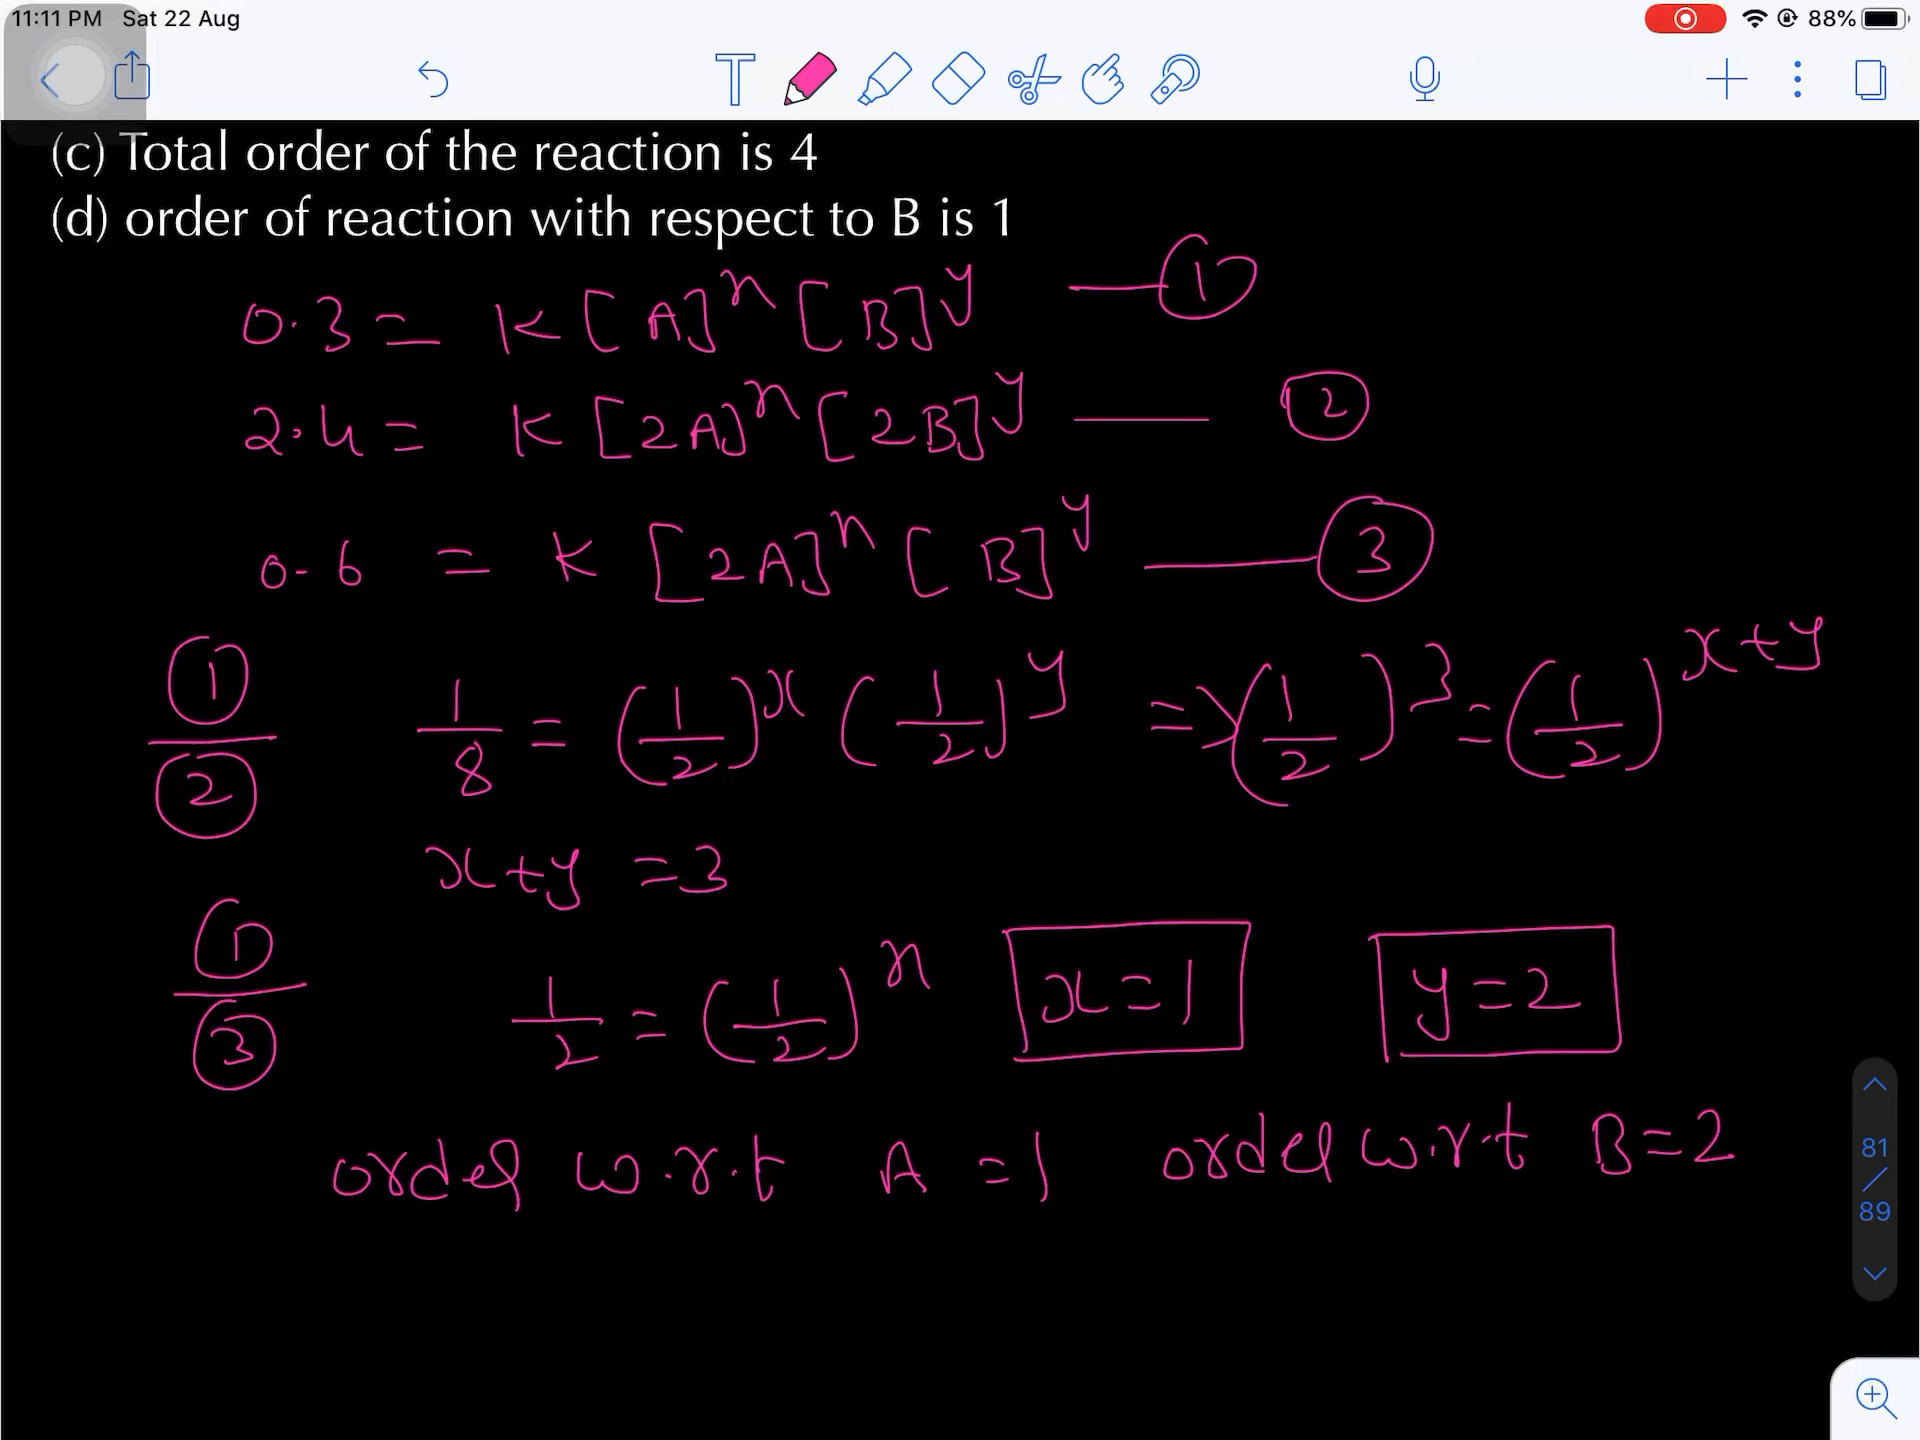 11:11 PM Sat 22 Aug 88%
T
(c) Total order of the reaction is 4
(d) order of reaction with respect to B is 1
0.3 = K [A]^x [B]^y — ①
2.4 = K [2A]^x [2B]^y — ②
0.6 = K [2A]^x [B]^y — ③
①/② 1/8 = (1/2)^x (1/2)^y => (1/2)^3 = (1/2)^x+y
x+y = 3
①/③ 1/2 = (1/2)^x x=1 y=2
order w.r.t A = 1 order w.r.t B = 2
81
/
89